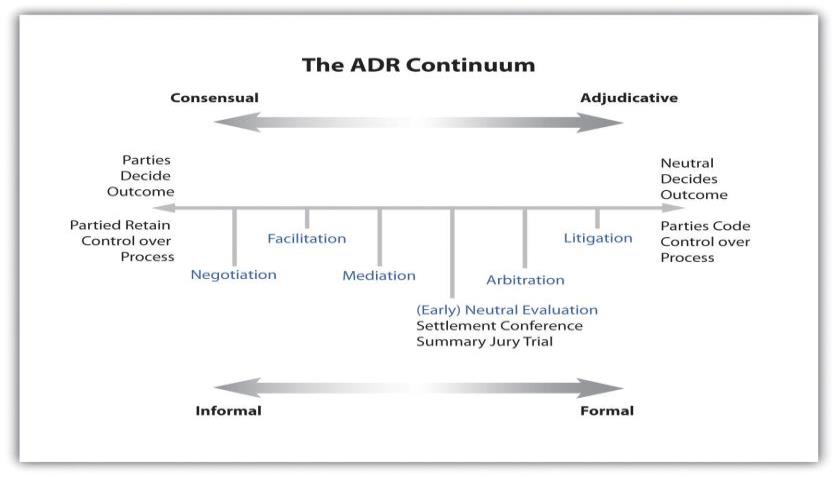 The ADR Continuum
Consensual
Adjudicative
Parties
Decide
Outcome
Neutral
Decides
Outcome
Partied Retain
Control over
Process
Parties Code
Control over
Process
Negotiation
Facilitation
Mediation
(Early) Neutral Evaluation
Settlement Conference
Summary Jury Trial
Arbitration
Litigation
Informal
Formal